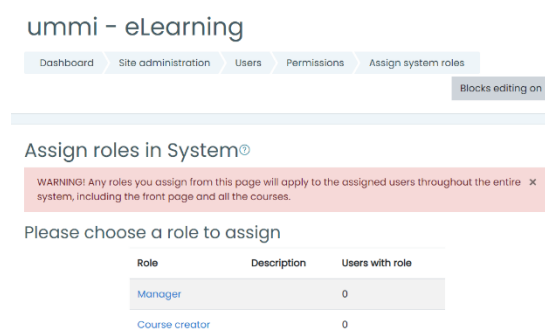 ummi - eLearning
Dashboard Site administration Users Permissions Assign system roles
Blocks editing on
Assign roles in System
WARNING! Any roles you assign from this page will apply to the assigned users throughout the entire ×
system, including the front page and all the courses.
Please choose a role to assign
Role Description Users with role
Manager 0
Course creator 0